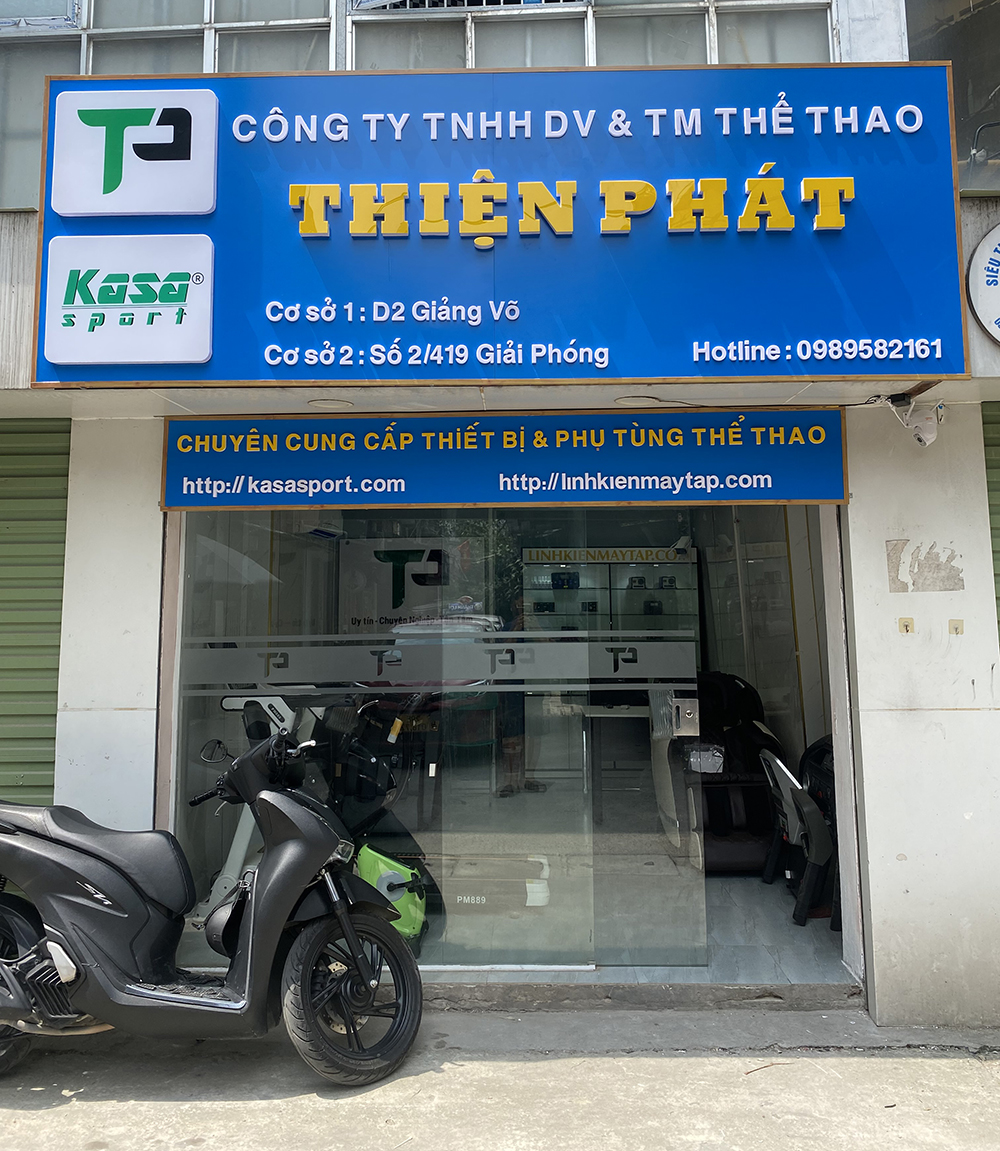 TP
CÔNG TY TNHH DV & TM THỂ THAO
THIỆN PHÁT
Kasa®
sport
Cơ sở 1 : D2 Giảng Võ
Cơ sở 2 : Số 2/419 Giải Phóng
Hotline : 0989582161
SIÊU
CHUYÊN CUNG CẤP THIẾT BỊ & PHỤ TÙNG THỂ THAO
http://kasasport.com
http://linhkienmaytap.com
LINHKIENMAYTAP.CO
TP
Uy tín - Chuyên
TP TP TP TP
PM889
SH